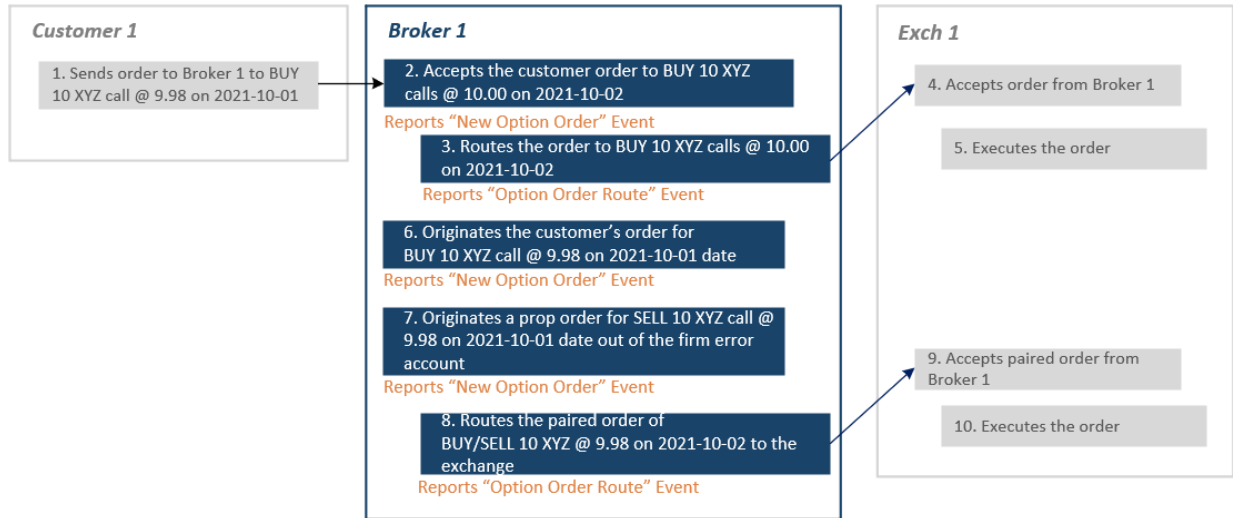 Customer 1
1. Sends order to Broker 1 to BUY
10 XYZ call @ 9.98 on 2021-10-01
Broker 1
2. Accepts the customer order to BUY 10 XYZ
calls @ 10.00 on 2021-10-02
Reports “New Option Order” Event
3. Routes the order to BUY 10 XYZ calls @ 10.00
on 2021-10-02
Reports “Option Order Route” Event
Exch 1
4. Accepts order from Broker 1
5. Executes the order
6. Originates the customer’s order for
BUY 10 XYZ call @ 9.98 on 2021-10-01 date
Reports “New Option Order” Event
7. Originates a prop order for SELL 10 XYZ call @
9.98 on 2021-10-01 date out of the firm error
account
Reports “New Option Order” Event
8. Routes the paired order of
BUY/SELL 10 XYZ @ 9.98 on 2021-10-02 to the
exchange
Reports “Option Order Route” Event
9. Accepts paired order from
Broker 1
10. Executes the order